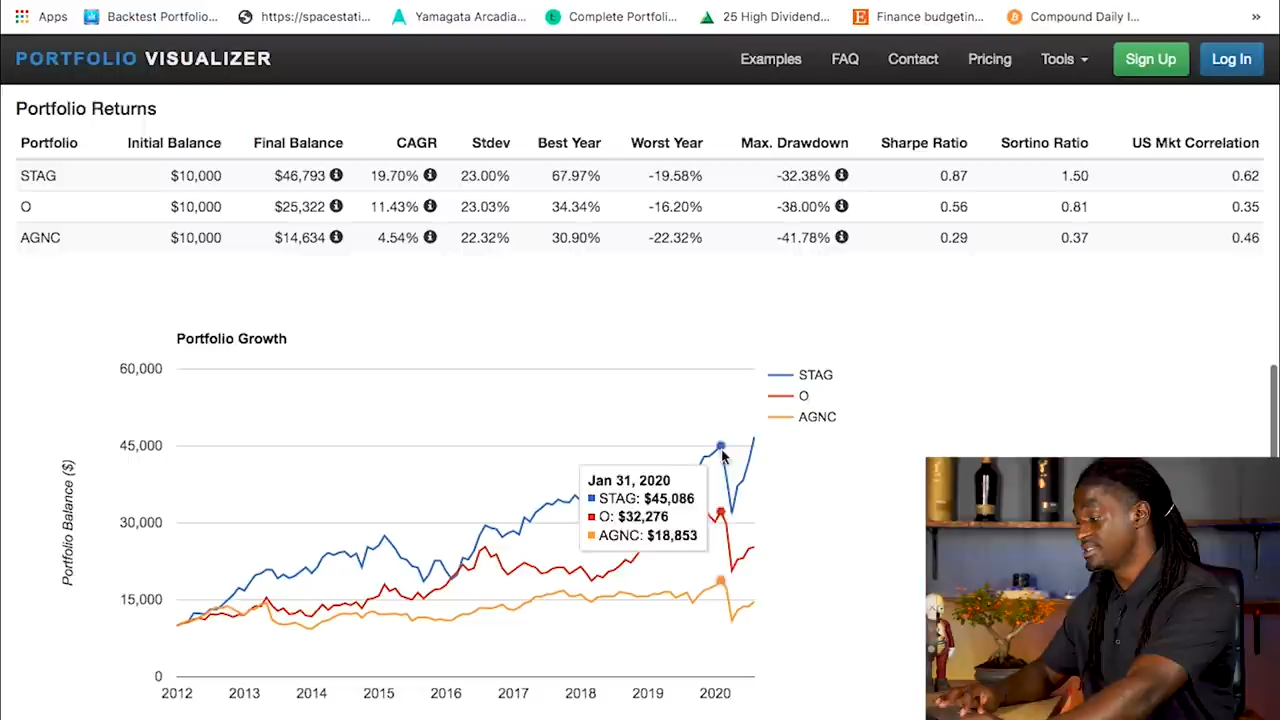 Apps Backtest Portfolio... https://spacestati... Yamagata Arcadia... Complete Portfoli... 25 High Dividend... Finance budgetin... Compound Daily I... »
PORTFOLIO VISUALIZER Examples FAQ Contact Pricing Tools Sign Up Log In
Portfolio Returns
Portfolio Initial Balance Final Balance CAGR Stdev Best Year Worst Year Max. Drawdown Sharpe Ratio Sortino Ratio US Mkt Correlation
STAG $10,000 $46,793 19.70% 23.00% 67.97% -19.58% -32.38% 0.87 1.50 0.62
O $10,000 $25,322 11.43% 23.03% 34.34% -16.20% -38.00% 0.56 0.81 0.35
AGNC $10,000 $14,634 4.54% 22.32% 30.90% -22.32% -41.78% 0.29 0.37 0.46
Portfolio Growth
60,000
45,000
30,000
15,000
0
Portfolio Balance ($)
STAG
O
AGNC
Jan 31, 2020
STAG: $45,086
O: $32,276
AGNC: $18,853
2012 2013 2014 2015 2016 2017 2018 2019 2020